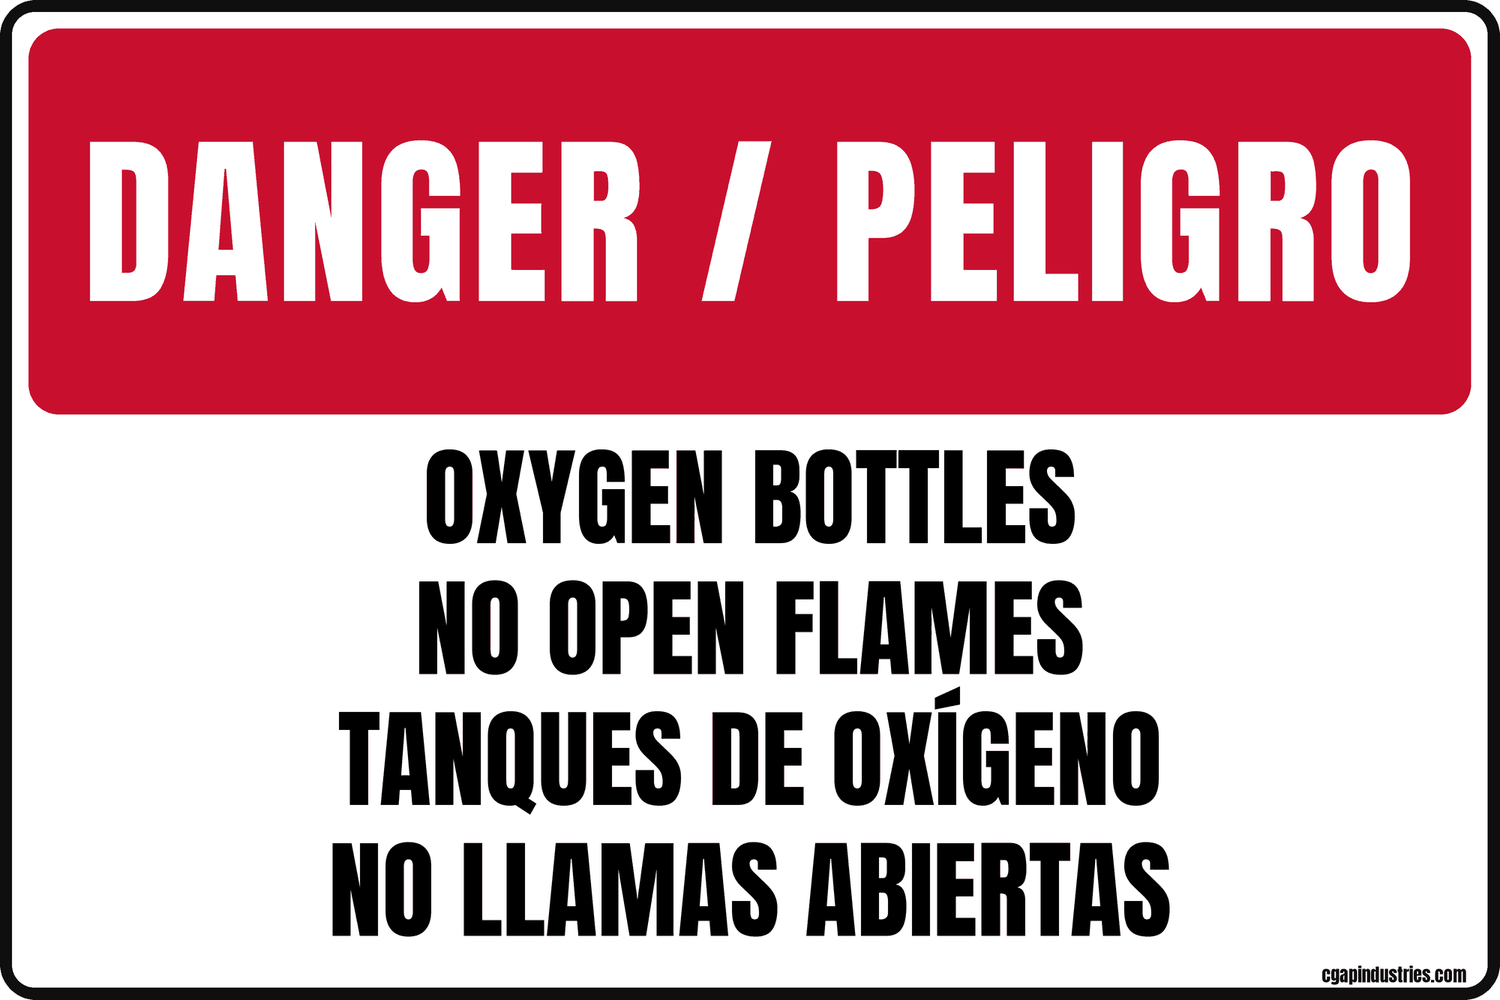 DANGER / PELIGRO
OXYGEN BOTTLES
NO OPEN FLAMES
TANQUES DE OXÍGENO
NO LLAMAS ABIERTAS
cgapindustries.com